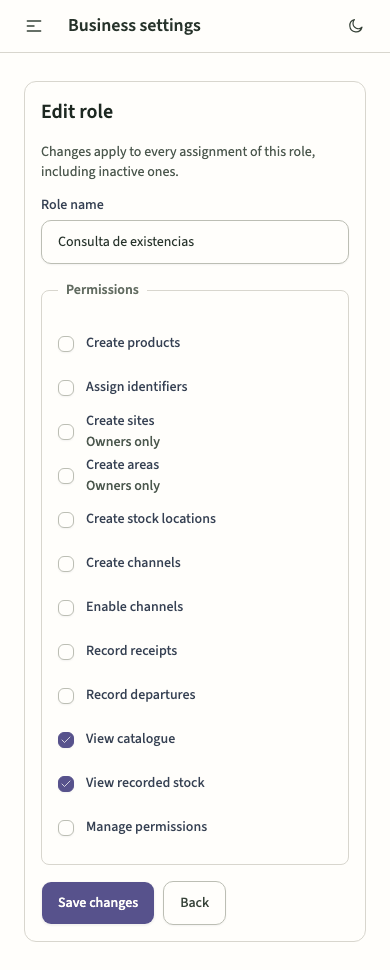 Business settings
Edit role
Changes apply to every assignment of this role,
including inactive ones.
Role name
Consulta de existencias
Permissions
Create products
Assign identifiers
Create sites
Owners only
Create areas
Owners only
Create stock locations
Create channels
Enable channels
Record receipts
Record departures
View catalogue
View recorded stock
Manage permissions
Save changes
Back